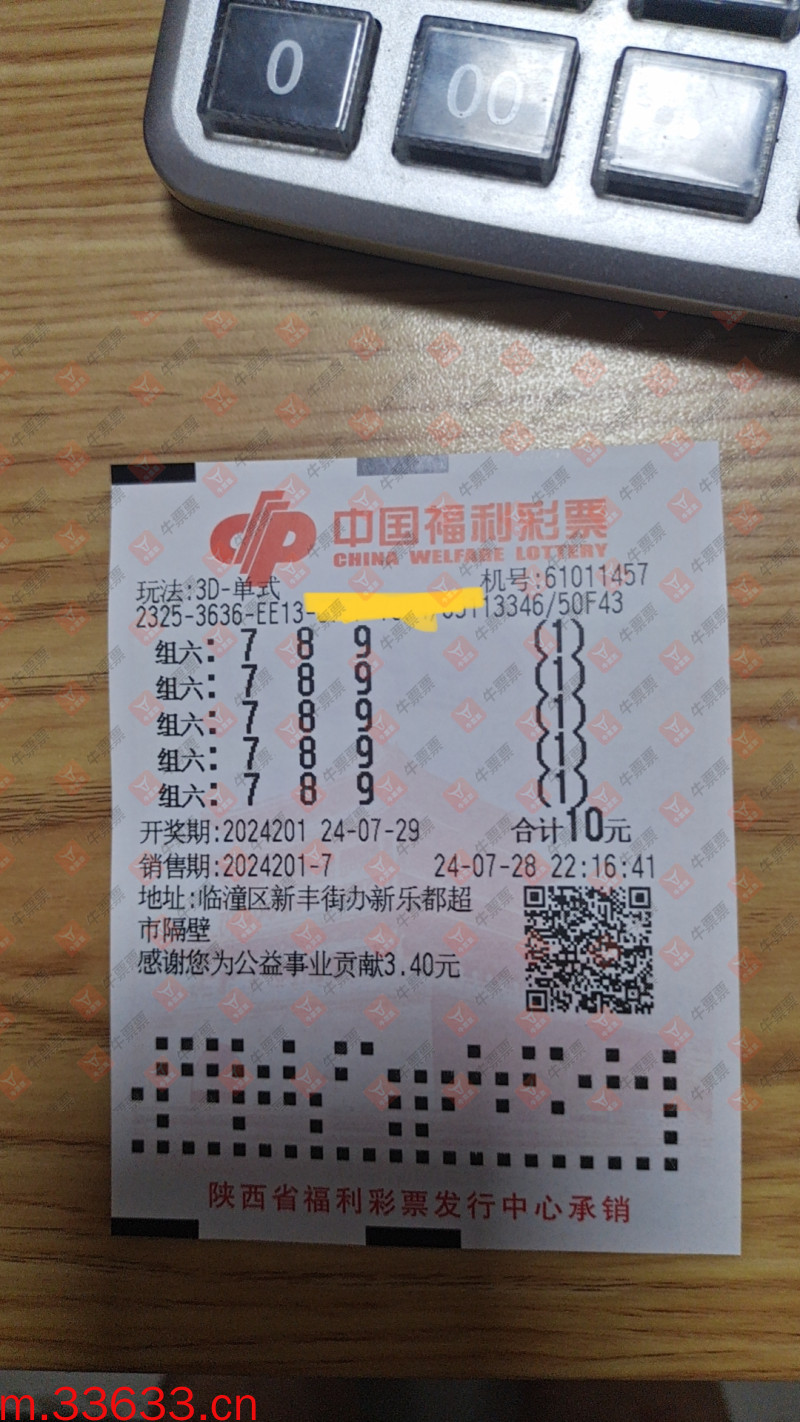 0
00
中国福利彩票
CHINA WELFARE LOTTERY
玩法:3D-单式 机号:61011457
2325-3636-EE13- 13346/50F43
组六: 7 8 9 (1)
组六: 7 8 9 (1)
组六: 7 8 9 (1)
组六: 7 8 9 (1)
组六: 7 8 9 (1)
开奖期:2024201 24-07-29 合计10元
销售期:2024201-7 24-07-28 22:16:41
地址:临潼区新丰街办新乐都超
市隔壁
感谢您为公益事业贡献3.40元
陕西省福利彩票发行中心承销
牛票票
m.33633.cn